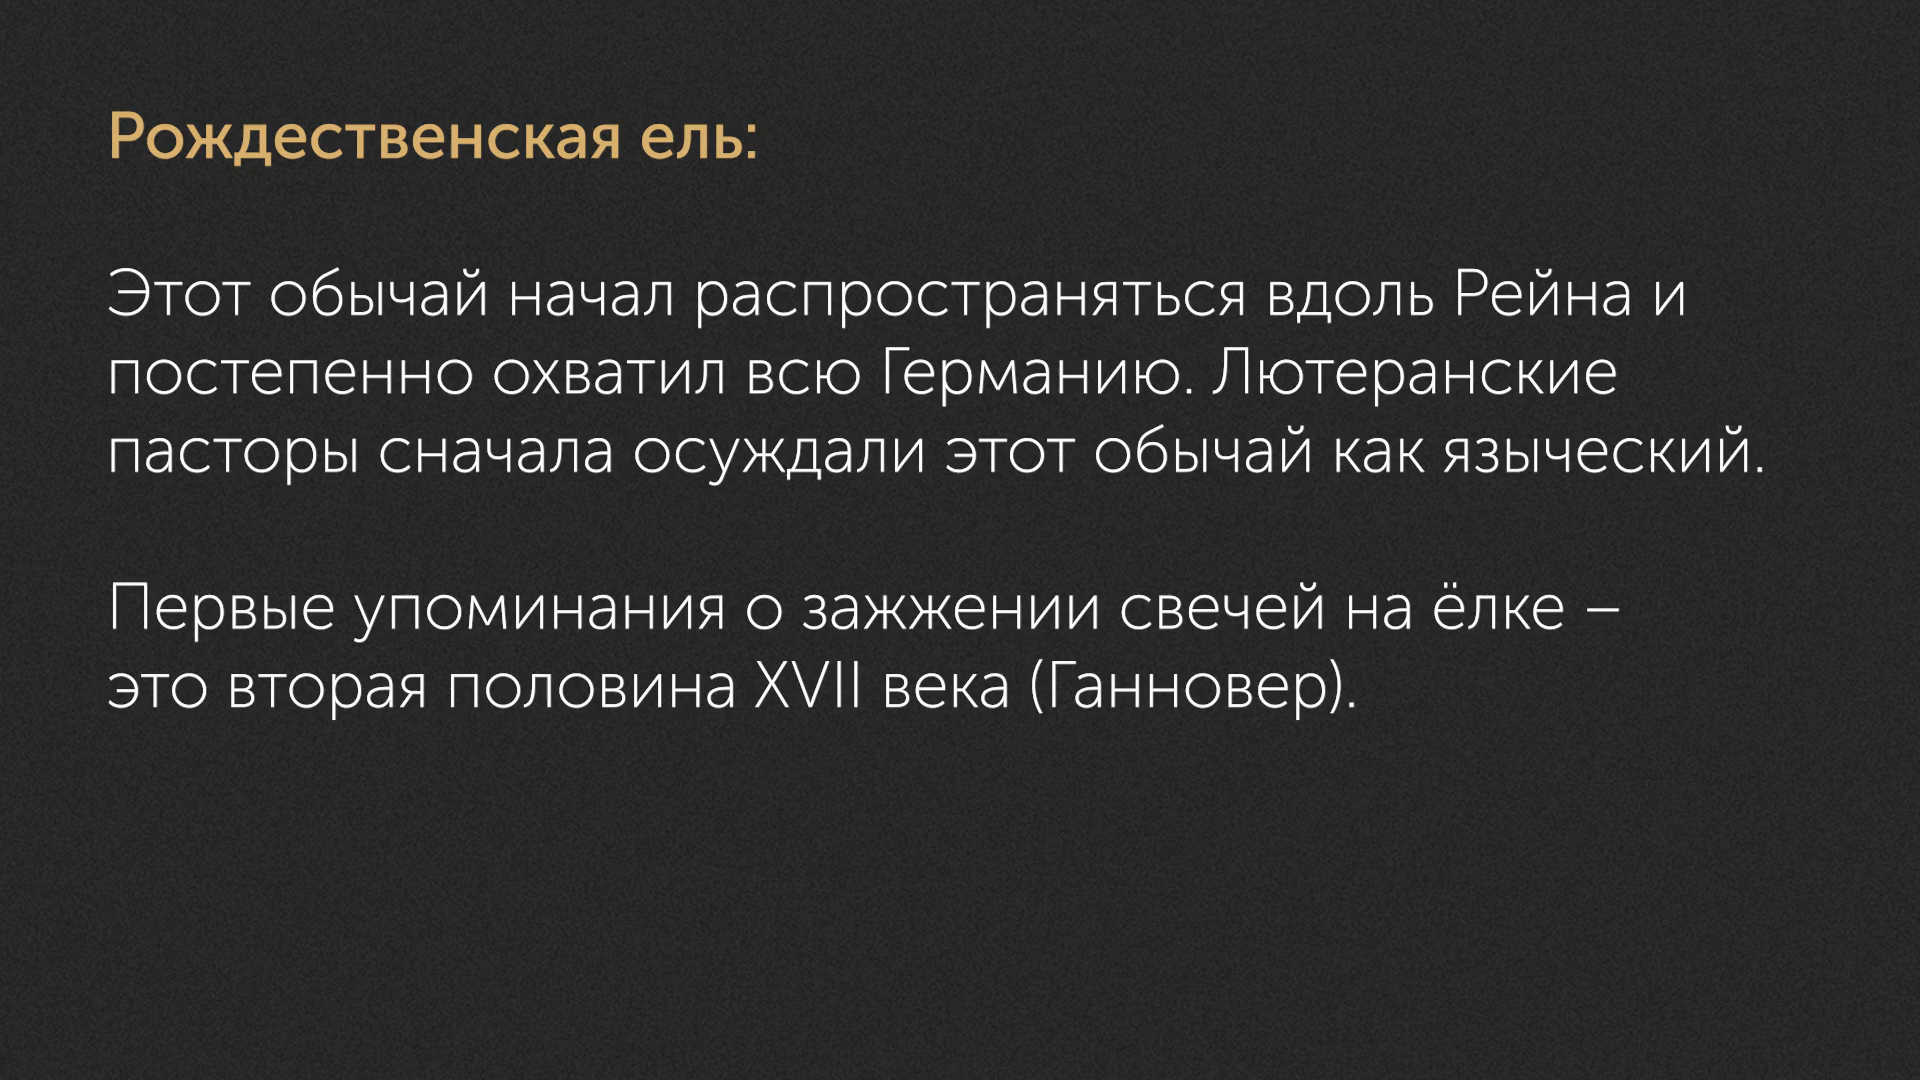 Рождественская ель:
Этот обычай начал распространяться вдоль Рейна и
постепенно охватил всю Германию. Лютеранские
пасторы сначала осуждали этот обычай как языческий.
Первые упоминания о зажжении свечей на ёлке –
это вторая половина XVII века (Ганновер).